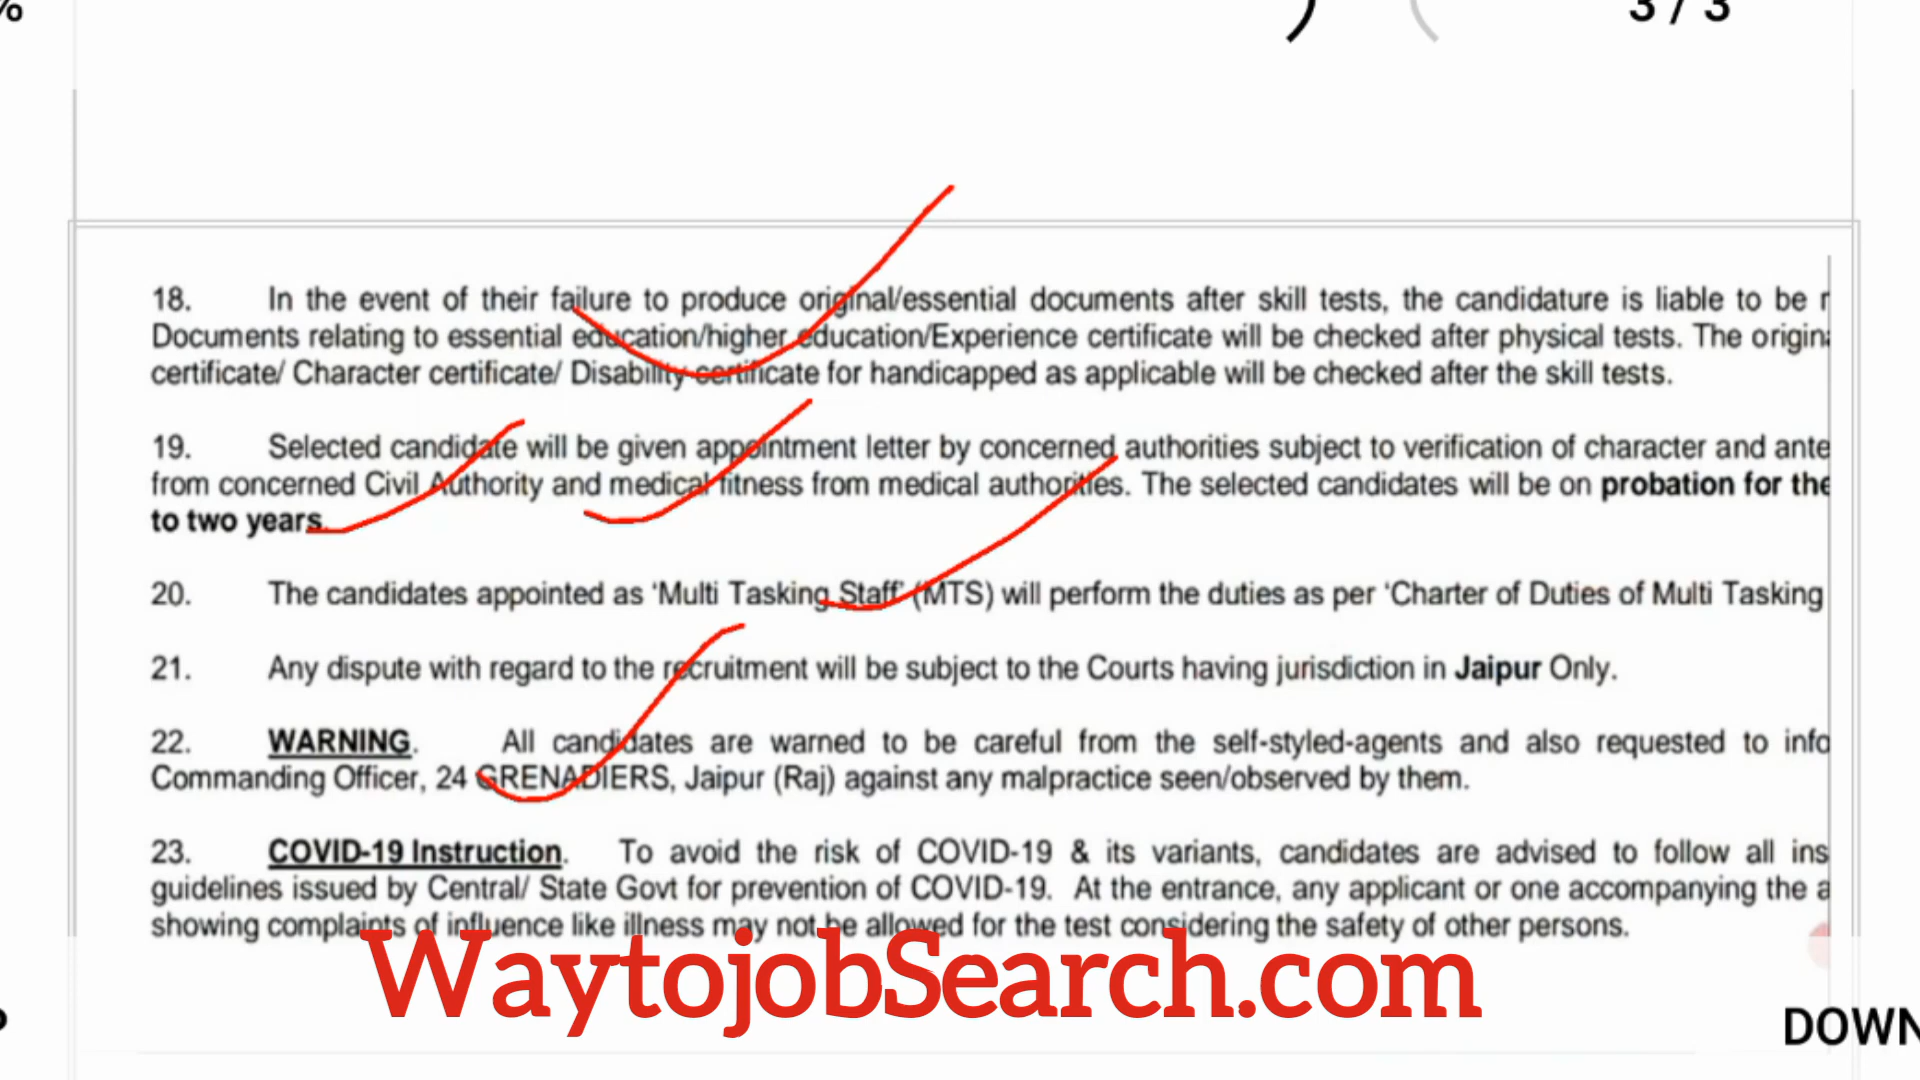 %
3 / 3
18. In the event of their failure to produce original/essential documents after skill tests, the candidature is liable to be
Documents relating to essential education/higher education/Experience certificate will be checked after physical tests. The
certificate/ Character certificate/ Disability certificate for handicapped as applicable will be checked after the skill tests.
19. Selected candidate will be given appointment letter by concerned authorities subject to verification of character and ante
from concerned Civil Authority and medical fitness from medical authorities. The selected candidates will be on probation for the
to two years.
20. The candidates appointed as ‘Multi Tasking Staff’ (MTS) will perform the duties as per ‘Charter of Duties of Multi Tasking
21. Any dispute with regard to the recruitment will be subject to the Courts having jurisdiction in Jaipur Only.
22. WARNING. All candidates are warned to be careful from the self-styled-agents and also requested to info
Commanding Officer, 24 GRENADIERS, Jaipur (Raj) against any malpractice seen/observed by them.
23. COVID-19 Instruction. To avoid the risk of COVID-19 & its variants, candidates are advised to follow all ins
guidelines issued by Central/ State Govt for prevention of COVID-19. At the entrance, any applicant or one accompanying the a
showing complaints of influence like illness may not be allowed for the test considering the safety of other persons.
WaytojobSearch.com
DOWN